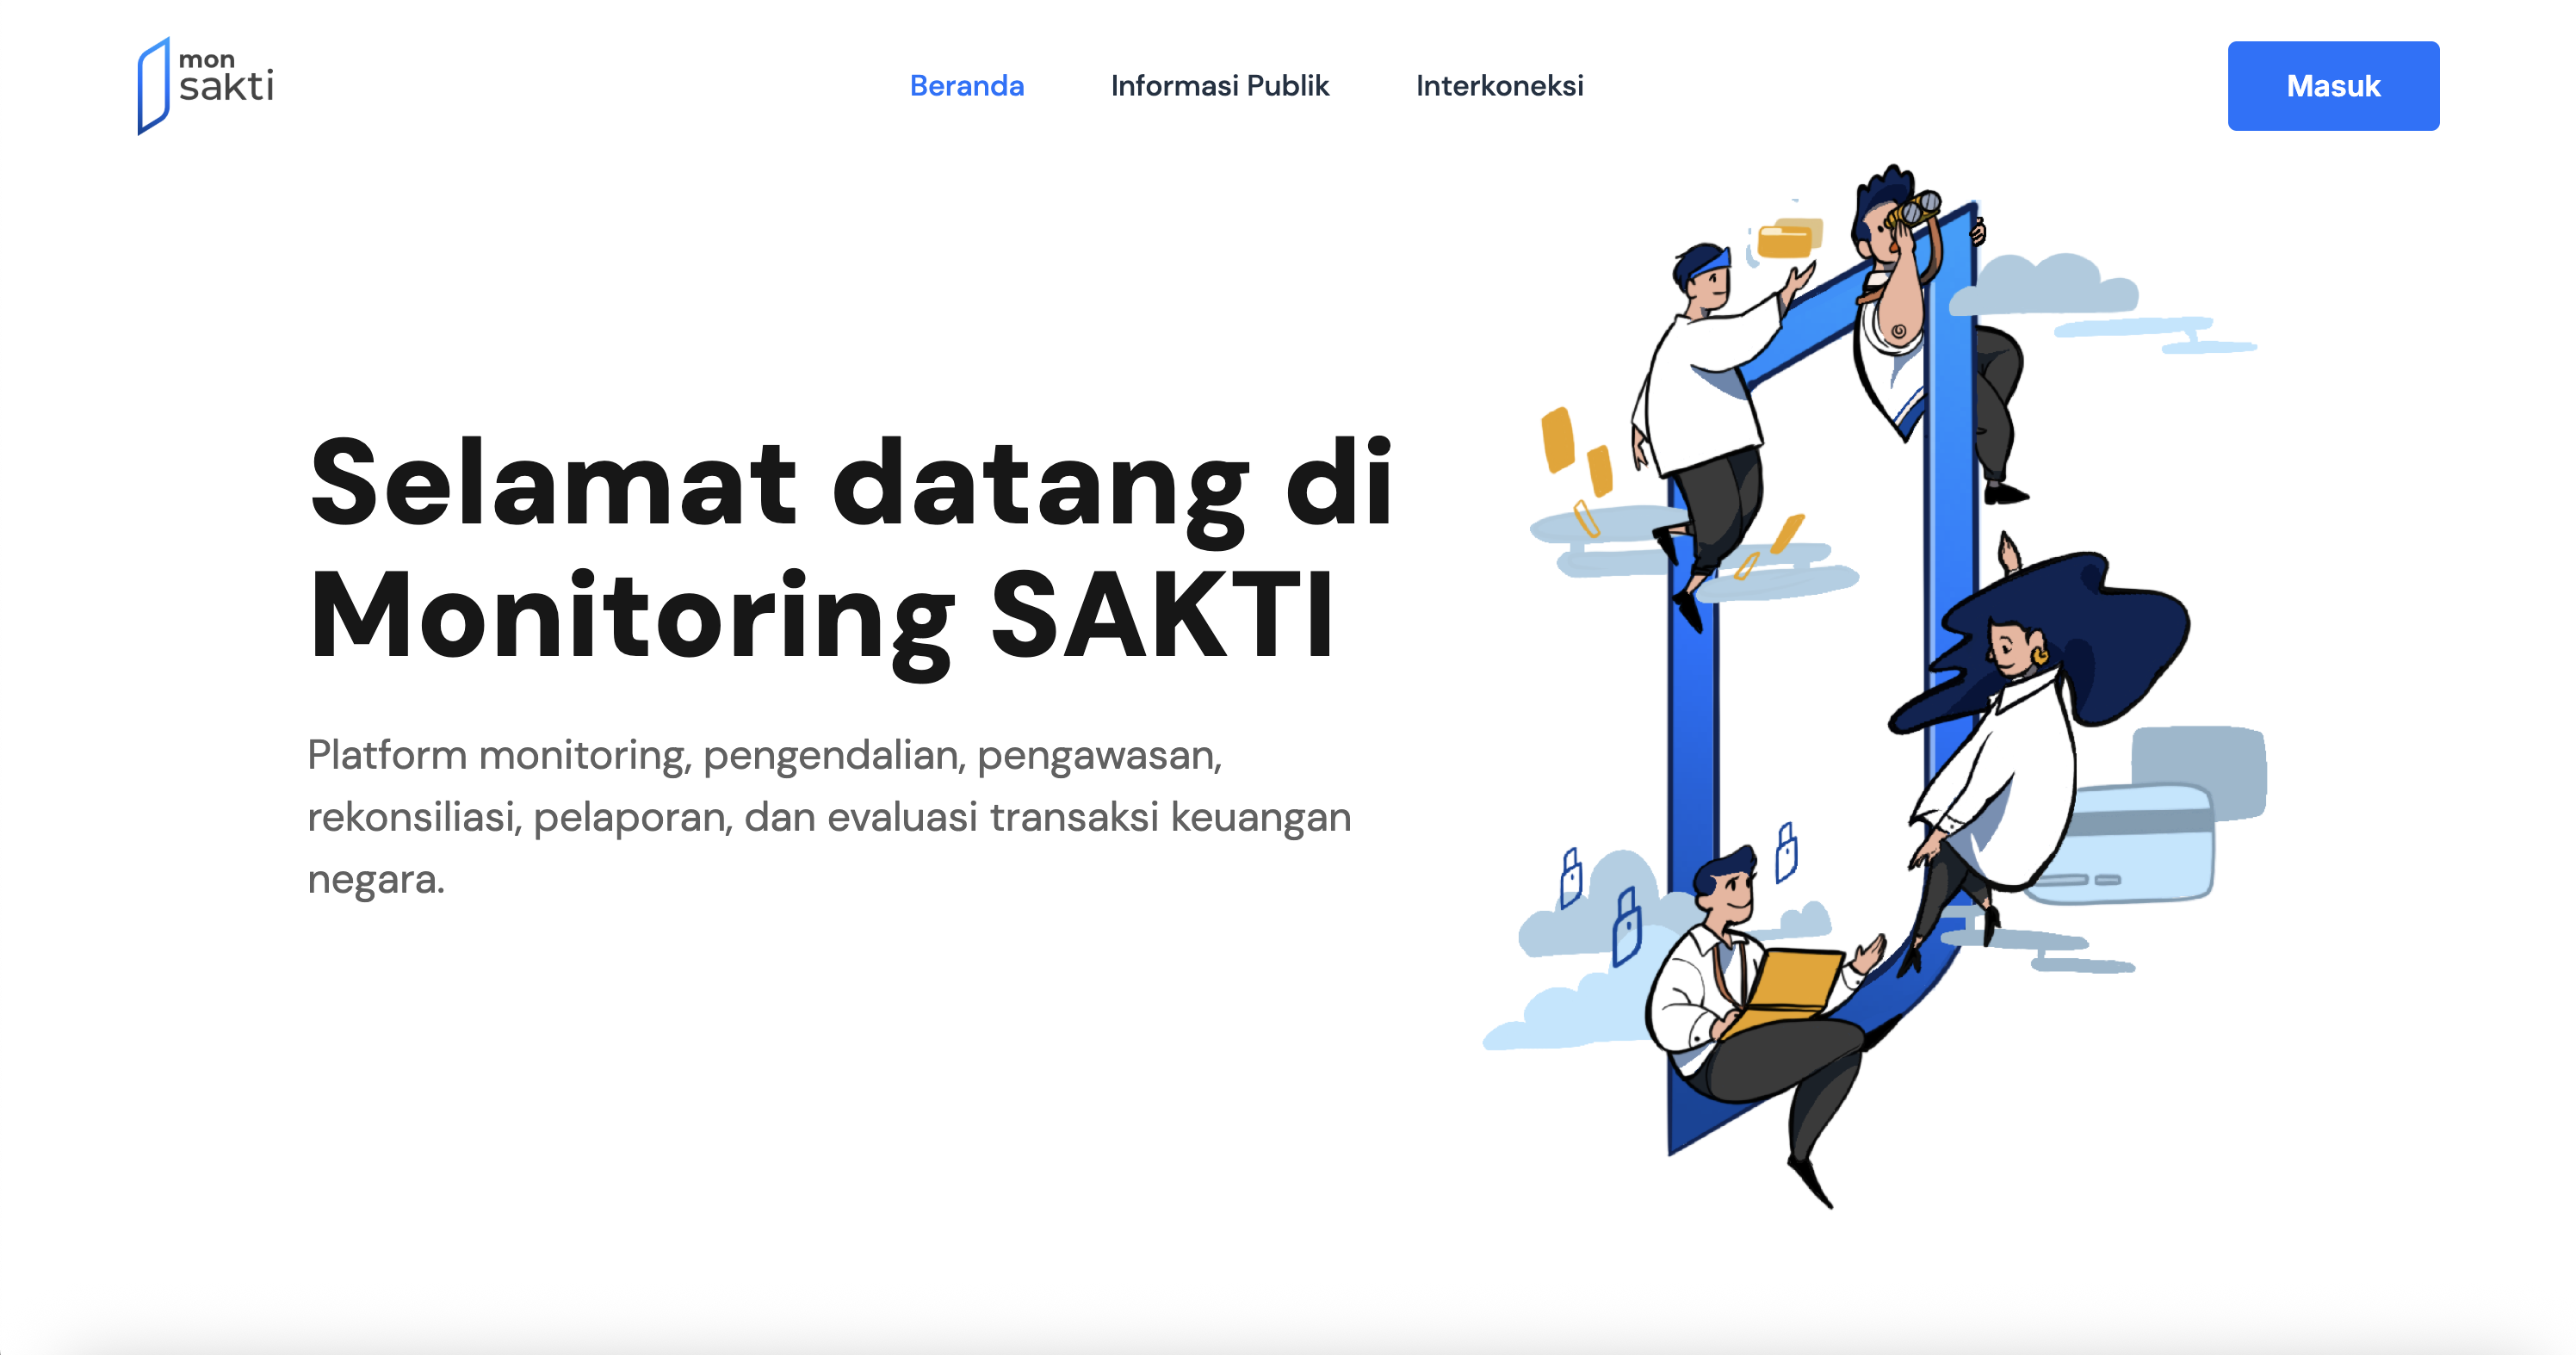 mon
sakti
Beranda
Informasi Publik
Interkoneksi
Masuk
Selamat datang di
Monitoring SAKTI
Platform monitoring, pengendalian, pengawasan,
rekonsiliasi, pelaporan, dan evaluasi transaksi keuangan
negara.